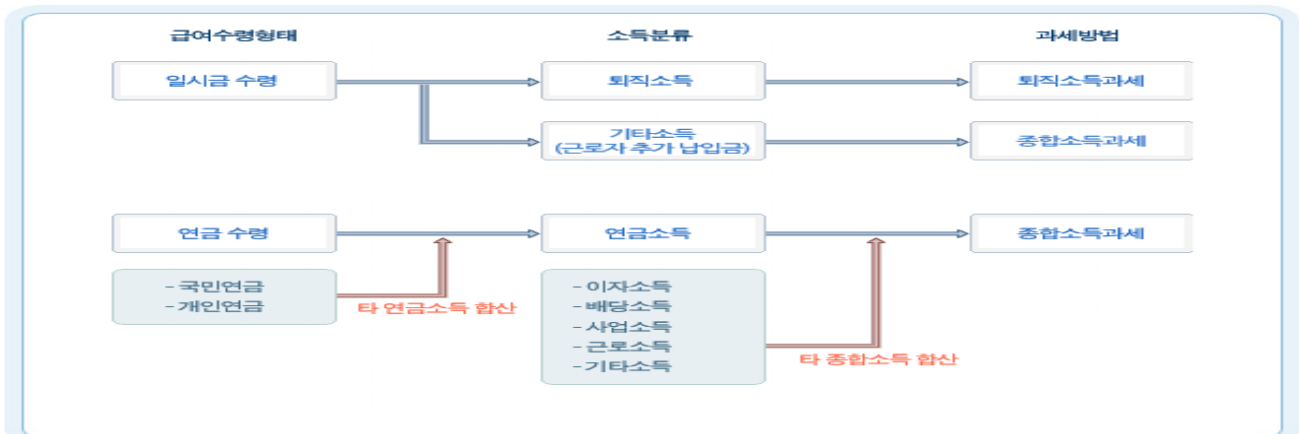 급여수령형태 소득분류 과세방법
일시금 수령 퇴직소득 퇴직소득과세
기타소득
(근로자 추가 납입금) 종합소득과세
연금 수령 연금소득 종합소득과세
- 국민연금
- 개인연금
타 연금소득 합산
- 이자소득
- 배당소득
- 사업소득
- 근로소득
- 기타소득
타 종합소득 합산